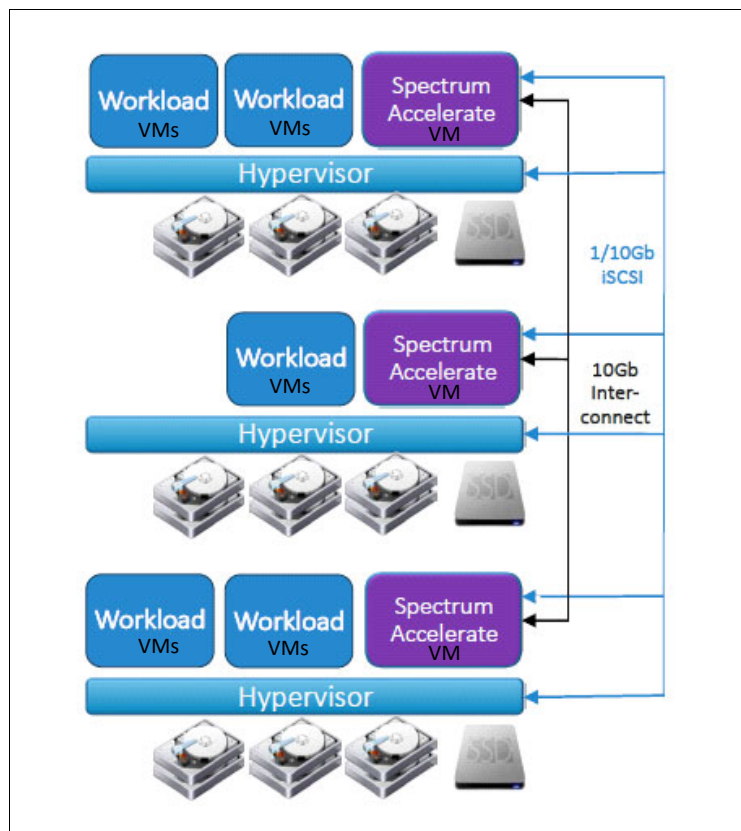 Workload
VMs
Workload
VMs
Spectrum
Accelerate
VM
Hypervisor
SSD
1/10Gb
iSCSI
Workload
VMs
Spectrum
Accelerate
VM
10Gb
Inter-
connect
Hypervisor
SSD
Workload
VMs
Workload
VMs
Spectrum
Accelerate
VM
Hypervisor
SSD